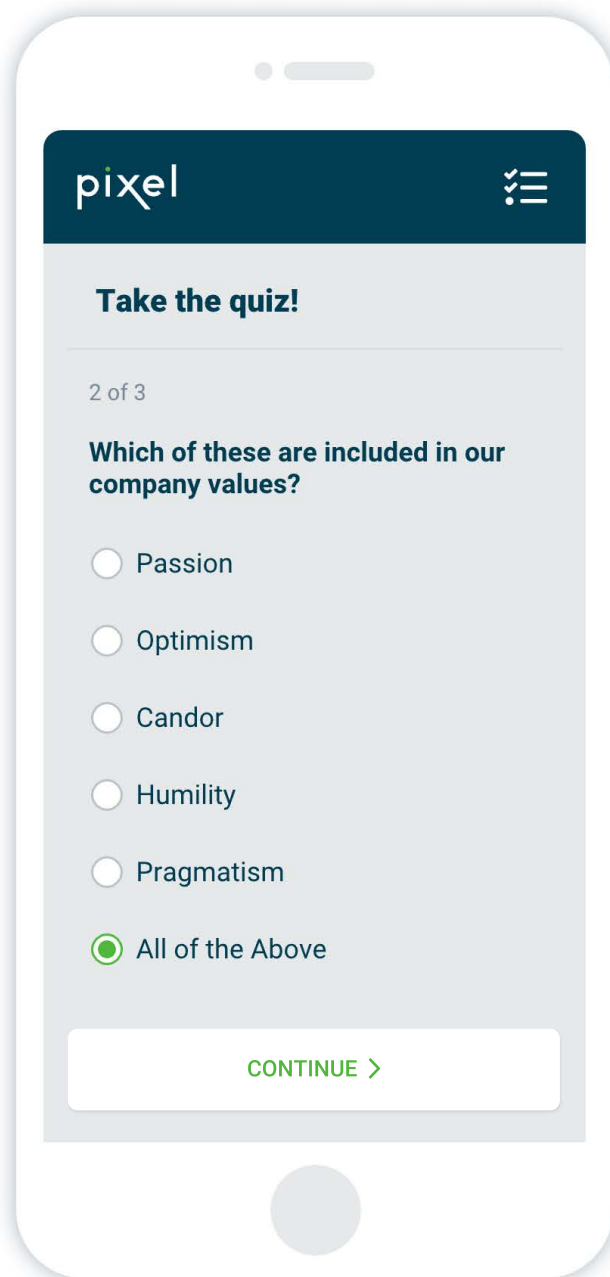 pixel
Take the quiz!
2 of 3
Which of these are included in our
company values?
Passion
Optimism
Candor
Humility
Pragmatism
All of the Above
CONTINUE >